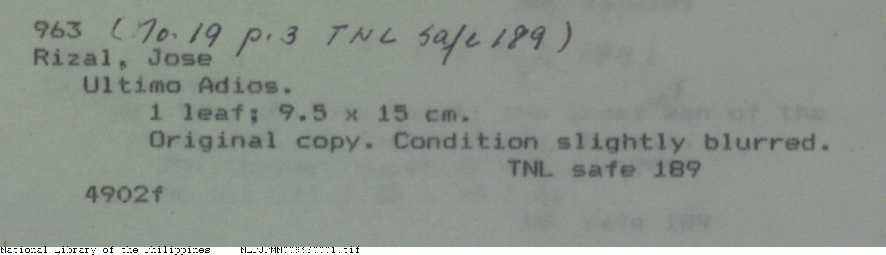 963 (No. 19 p. 3 TNL safe 189)
Rizal, Jose
Ultimo Adios.
1 leaf; 9.5 x 15 cm.
Original copy. Condition slightly blurred.
TNL safe 189
4902f
National Library of the Philippines